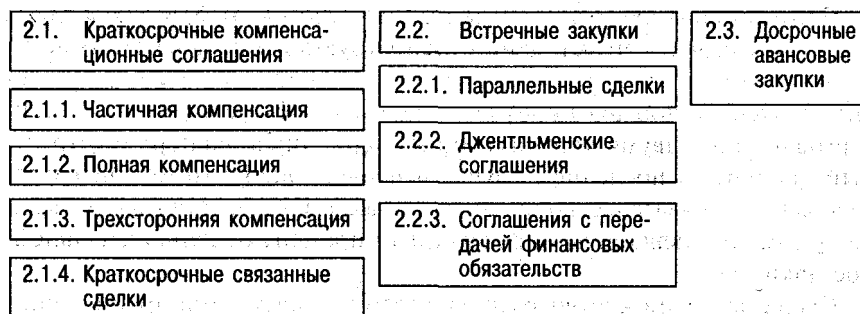 2.1. Краткосрочные компенса-
ционные соглашения
2.1.1. Частичная компенсация
2.1.2. Полная компенсация
2.1.3. Трехсторонняя компенсация
2.1.4. Краткосрочные связанные
сделки
2.2. Встречные закупки
2.2.1. Параллельные сделки
2.2.2. Джентльменские
соглашения
2.2.3. Соглашения с пере-
дачей финансовых
обязательств
2.3. Досрочные
авансовые
закупки